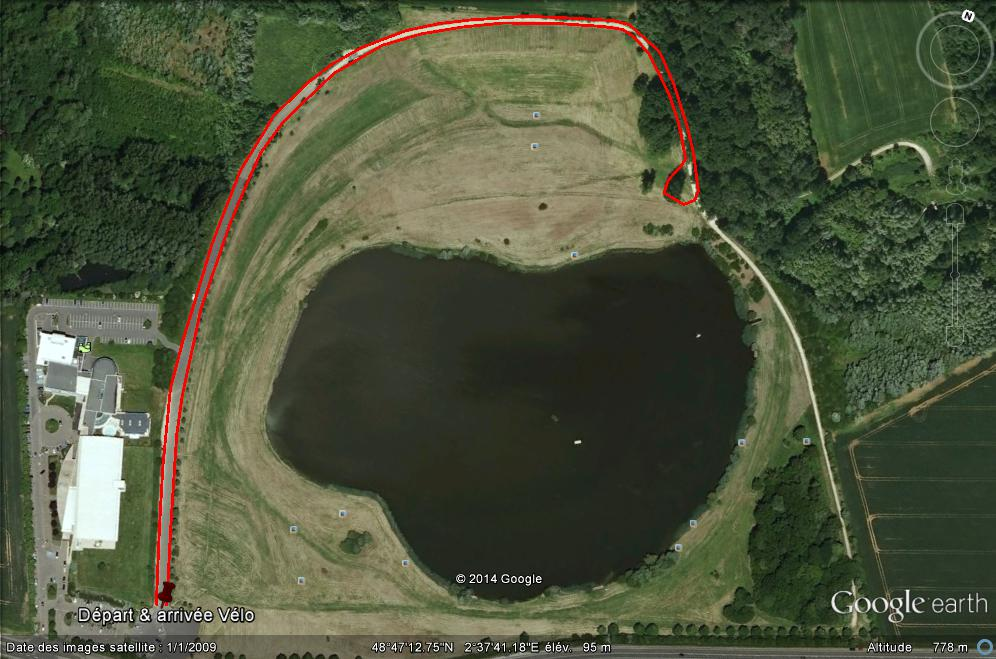 N
© 2014 Google
Google earth
Départ & arrivée Vélo
Date des images satellite : 1/1/2009 48°47'12.75"N 2°37'41.18"E élév. 95 m Altitude 778 m